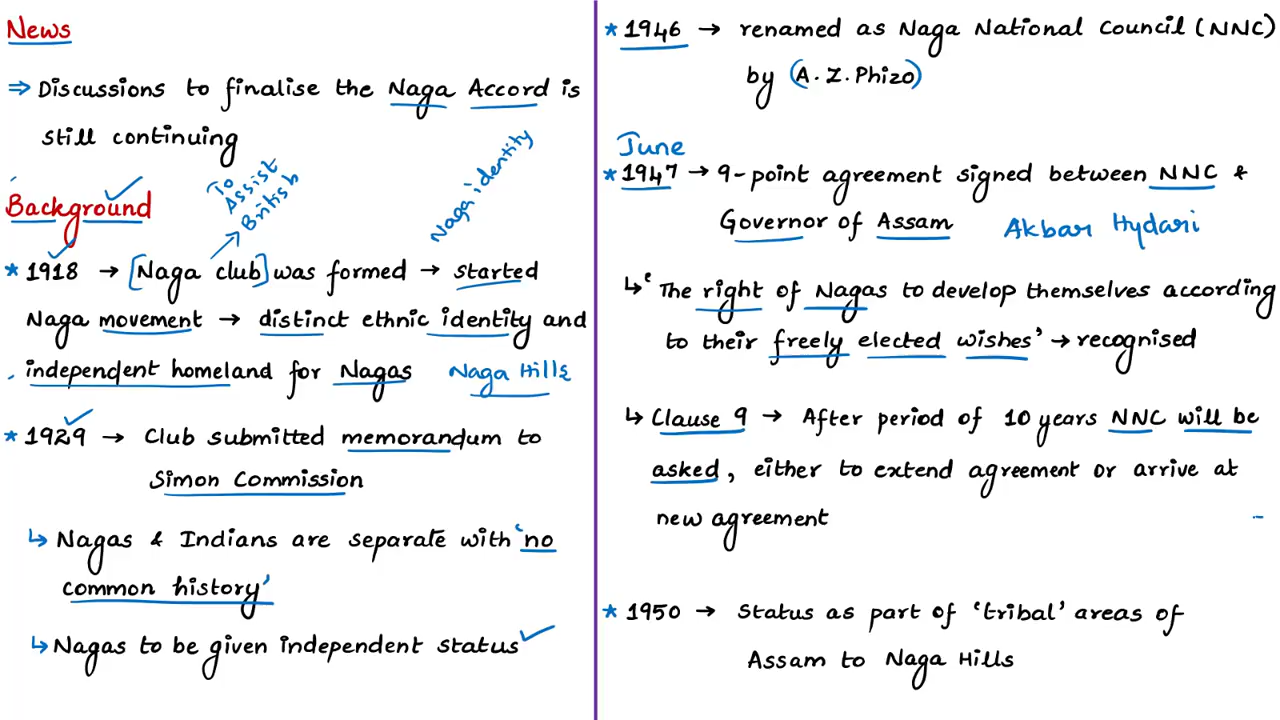 News
⇒ Discussions to finalise the Naga Accord is
still continuing
To
Assist
British
Naga identity
Background
* 1918 → [Naga club] was formed → started
Naga movement → distinct ethnic identity and
independent homeland for Nagas Naga Hills
* 1929 → Club submitted memorandum to
Simon Commission
↳ Nagas & Indians are separate with 'no
common history'
↳ Nagas to be given independent status
* 1946 → renamed as Naga National Council (NNC)
by (A. Z. Phizo)
June
* 1947 → 9-point agreement signed between NNC &
Governor of Assam Akbar Hydari
↳ 'The right of Nagas to develop themselves according
to their freely elected wishes' → recognised
↳ Clause 9 → After period of 10 years NNC will be
asked, either to extend agreement or arrive at
new agreement
* 1950 → Status as part of 'tribal' areas of
Assam to Naga Hills